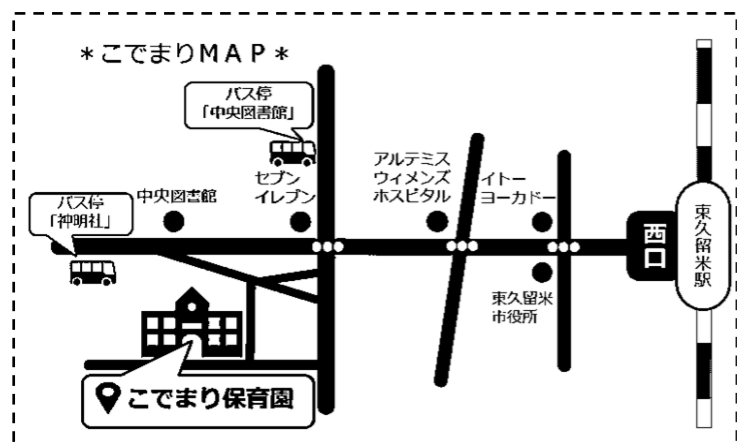 ＊こでまりＭＡＰ＊
バス停
「中央図書館」
アルテミス
ウィメンズ
ホスピタル
イトー
ヨーカドー
セブン
イレブン
中央図書館
バス停
「神明社」
西口
東久留米駅
東久留米
市役所
こでまり保育園